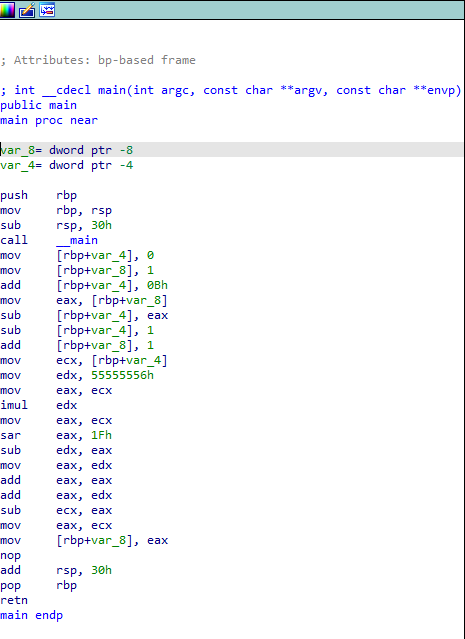 ; Attributes: bp-based frame
; int __cdecl main(int argc, const char **argv, const char **envp)
public main
main proc near
var_8= dword ptr -8
var_4= dword ptr -4
push rbp
mov rbp, rsp
sub rsp, 30h
call __main
mov [rbp+var_4], 0
mov [rbp+var_8], 1
add [rbp+var_4], 0Bh
mov eax, [rbp+var_8]
sub [rbp+var_4], eax
sub [rbp+var_4], 1
add [rbp+var_8], 1
mov ecx, [rbp+var_4]
mov edx, 55555556h
mov eax, ecx
imul edx
mov eax, ecx
sar eax, 1Fh
sub edx, eax
mov eax, edx
add eax, eax
add eax, edx
sub ecx, eax
mov eax, ecx
mov [rbp+var_8], eax
nop
add rsp, 30h
pop rbp
retn
main endp